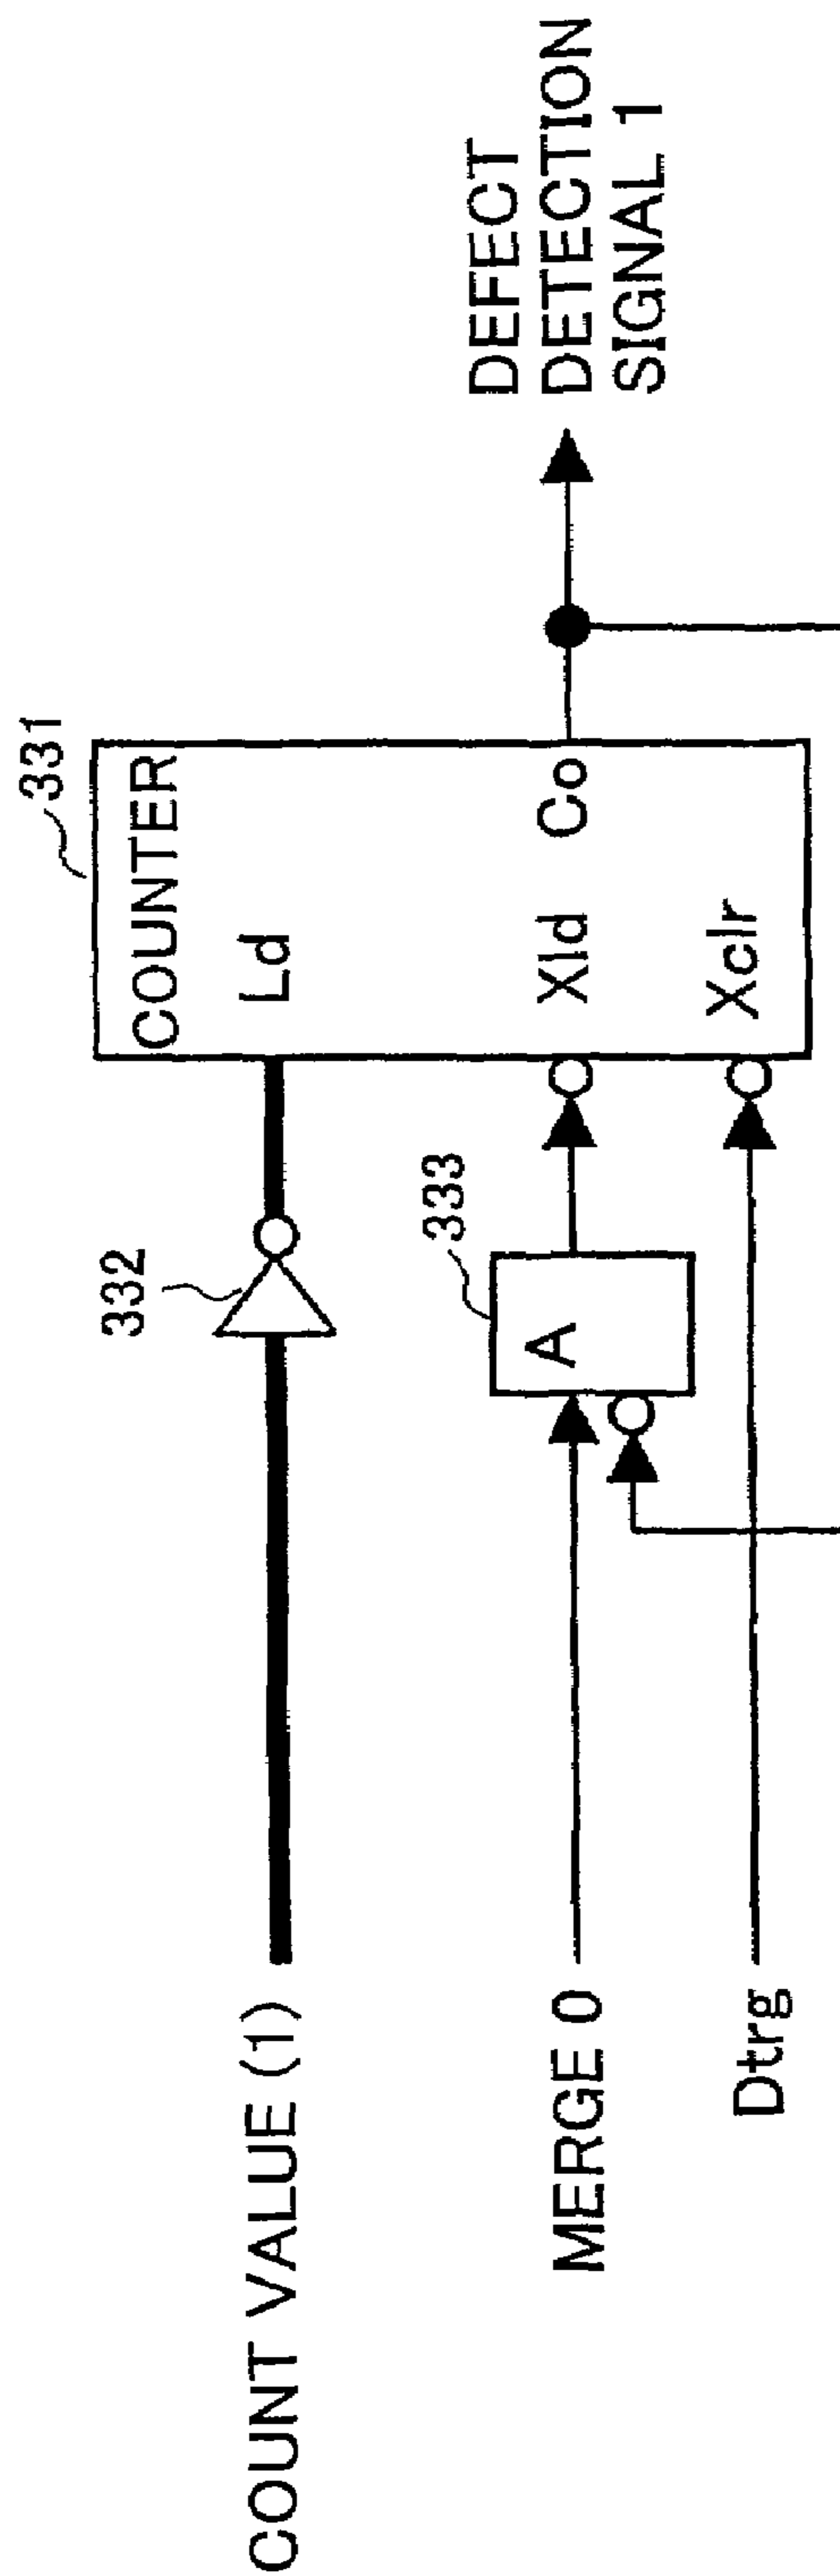 331
COUNTER
Ld
Xld
Co
Xclr
332
333
A
COUNT VALUE (1)
MERGE 0
Dtrg
DEFECT
DETECTION
SIGNAL 1